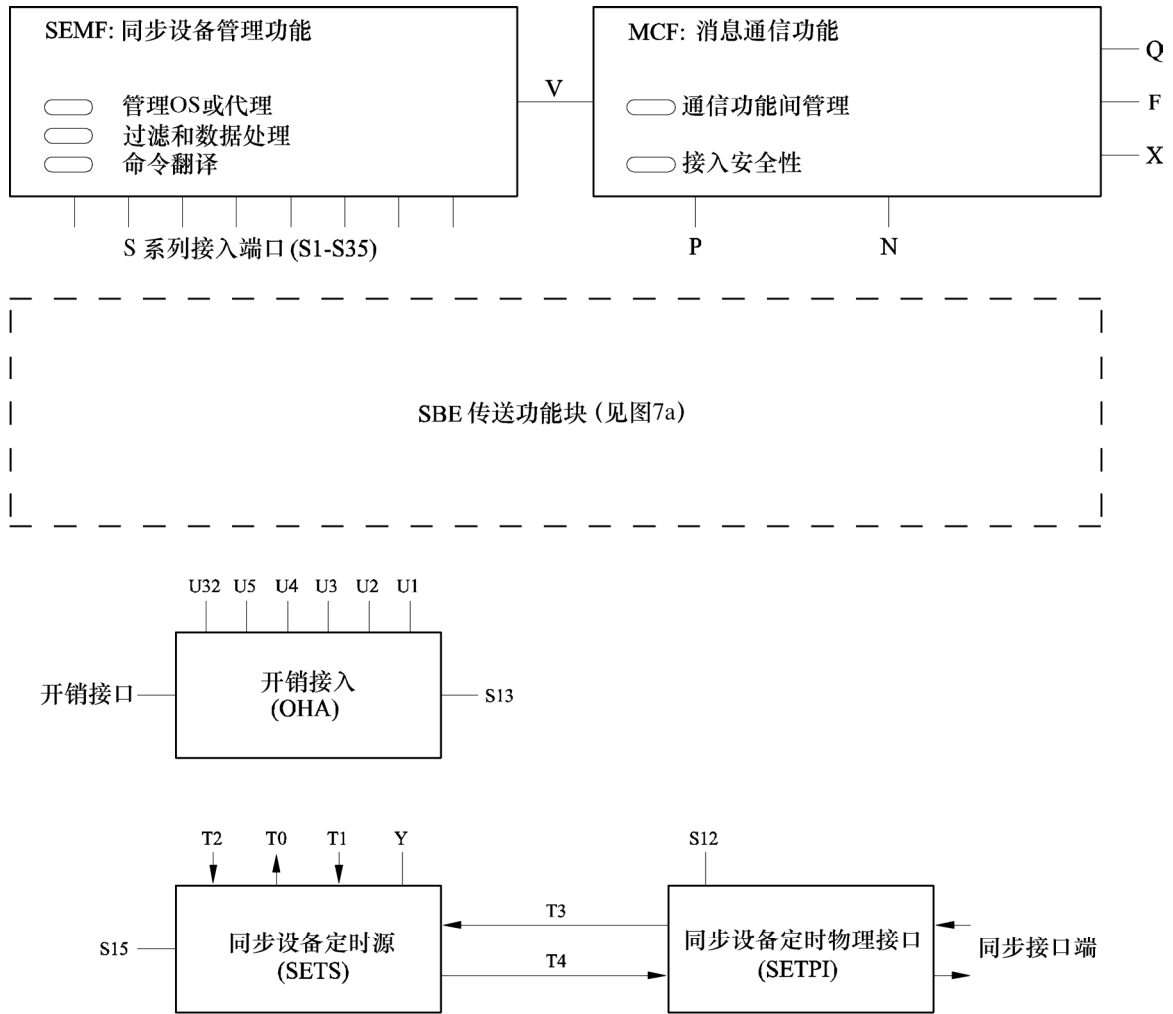 SEMF: 同步设备管理功能
管理OS或代理
过滤和数据处理
命令翻译
V
MCF: 消息通信功能
通信功能间管理
接入安全性
Q
F
X
S 系列接入端口 (S1-S35)
P
N
SBE 传送功能块 (见图7a)
U32 U5 U4 U3 U2 U1
开销接口
开销接入
(OHA)
S13
T2 T0 T1 Y
S15
同步设备定时源
(SETS)
T3
T4
S12
同步设备定时物理接口
(SETPI)
同步接口端